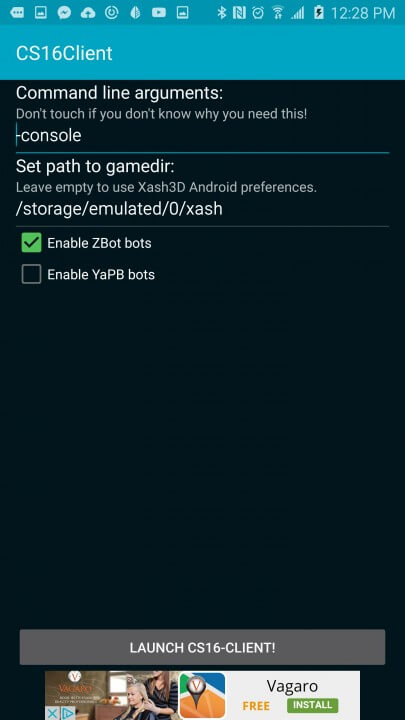 12:28 PM
CS16Client
Command line arguments:
Don't touch if you don't know why you need this!
-console
Set path to gamedir:
Leave empty to use Xash3D Android preferences.
/storage/emulated/0/xash
Enable ZBot bots
Enable YaPB bots
LAUNCH CS16-CLIENT!
VAGARO
Vagaro
FREE
INSTALL